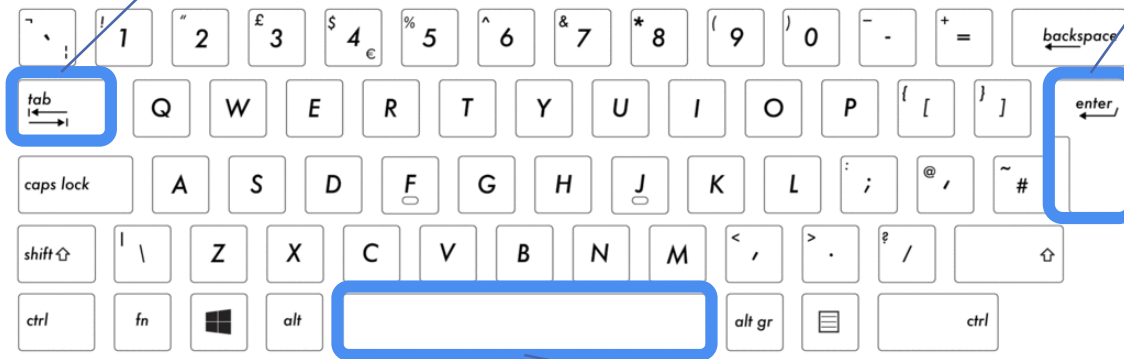 ¬ ` ¦ ! 1 " 2 £ 3 $ 4 € % 5 ^ 6 & 7 * 8 ( 9 ) 0 _ - + = backspace
tab Q W E R T Y U I O P { [ } ] enter
caps lock A S D F G H J K L : ; @ ' ~ #
shift | \ Z X C V B N M < , > . ? /
ctrl fn alt alt gr ctrl